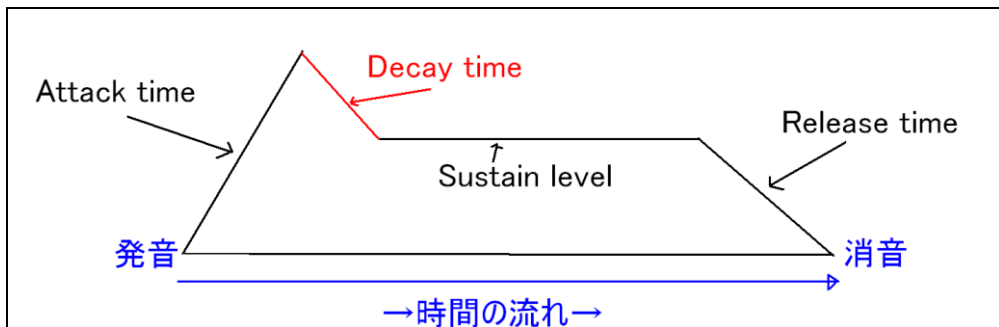 Decay time
Attack time
Release time
Sustain level
発音
消音
→時間の流れ→